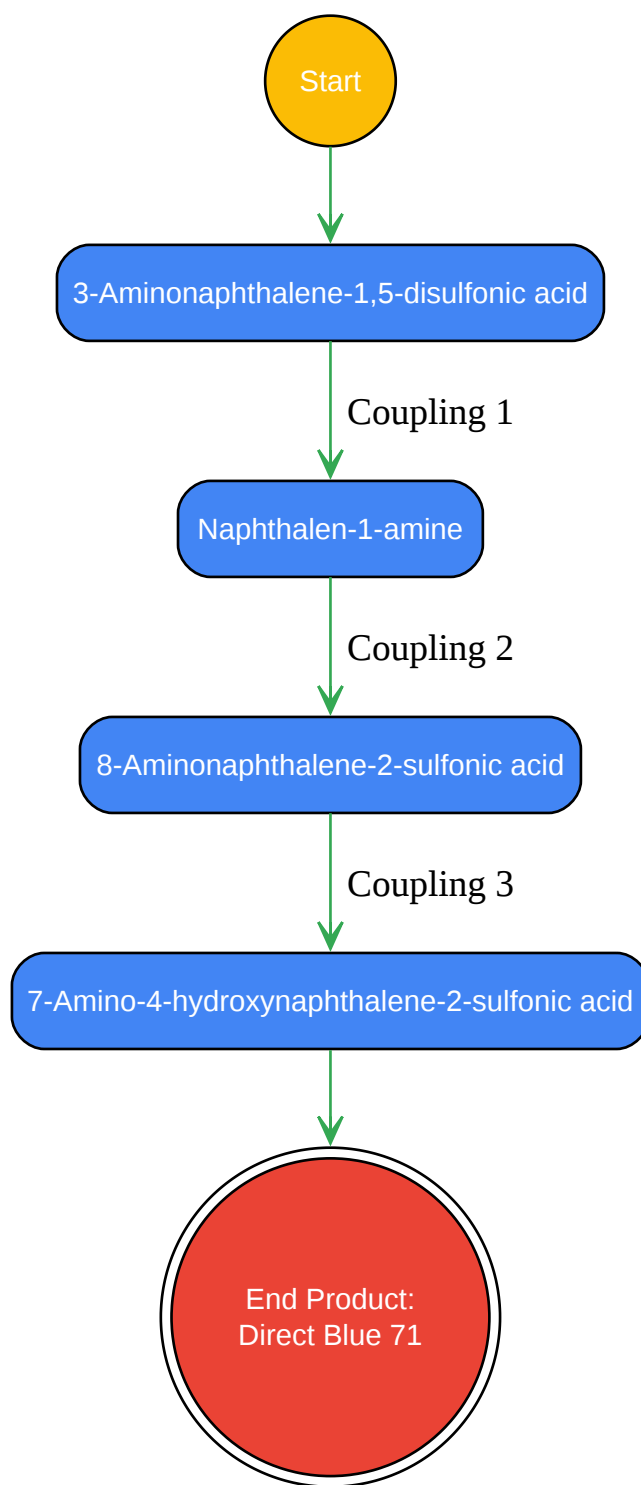 Start
3-Aminonaphthalene-1,5-disulfonic acid
Coupling 1
Naphthalen-1-amine
Coupling 2
8-Aminonaphthalene-2-sulfonic acid
Coupling 3
7-Amino-4-hydroxynaphthalene-2-sulfonic acid
End Product:
Direct Blue 71